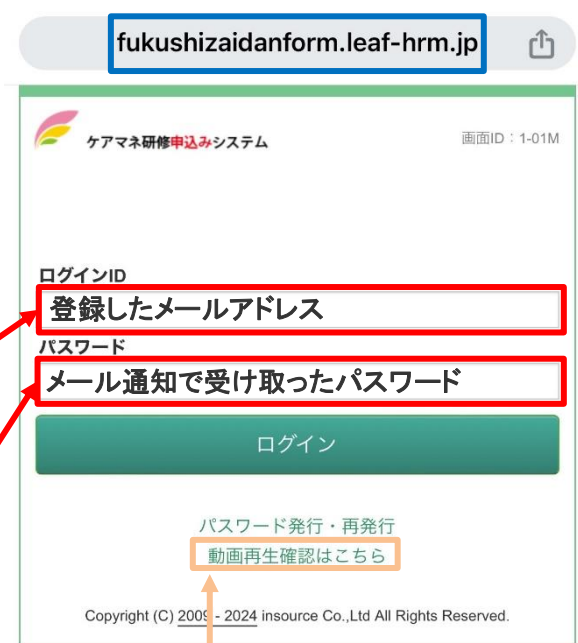 fukushizaidanform.leaf-hrm.jp
ケアマネ研修申込みシステム
画面ID：1-01M
ログインID
登録したメールアドレス
パスワード
メール通知で受け取ったパスワード
ログイン
パスワード発行・再発行
動画再生確認はこちら
Copyright (C) 2009 - 2024 insource Co.,Ltd All Rights Reserved.